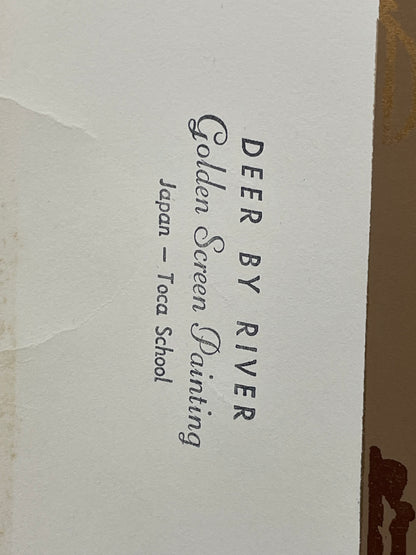 DEER BY RIVER
Golden Screen Painting
Japan — Toca School